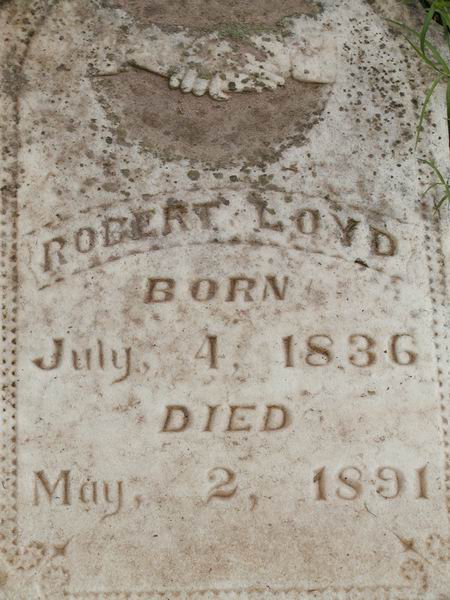 ROBERT LOYD
BORN
July, 4, 1836
DIED
May, 2, 1891